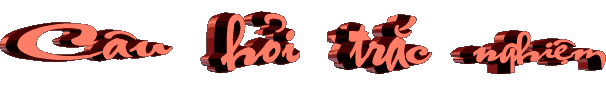 Câu hỏi trắc nghiệm